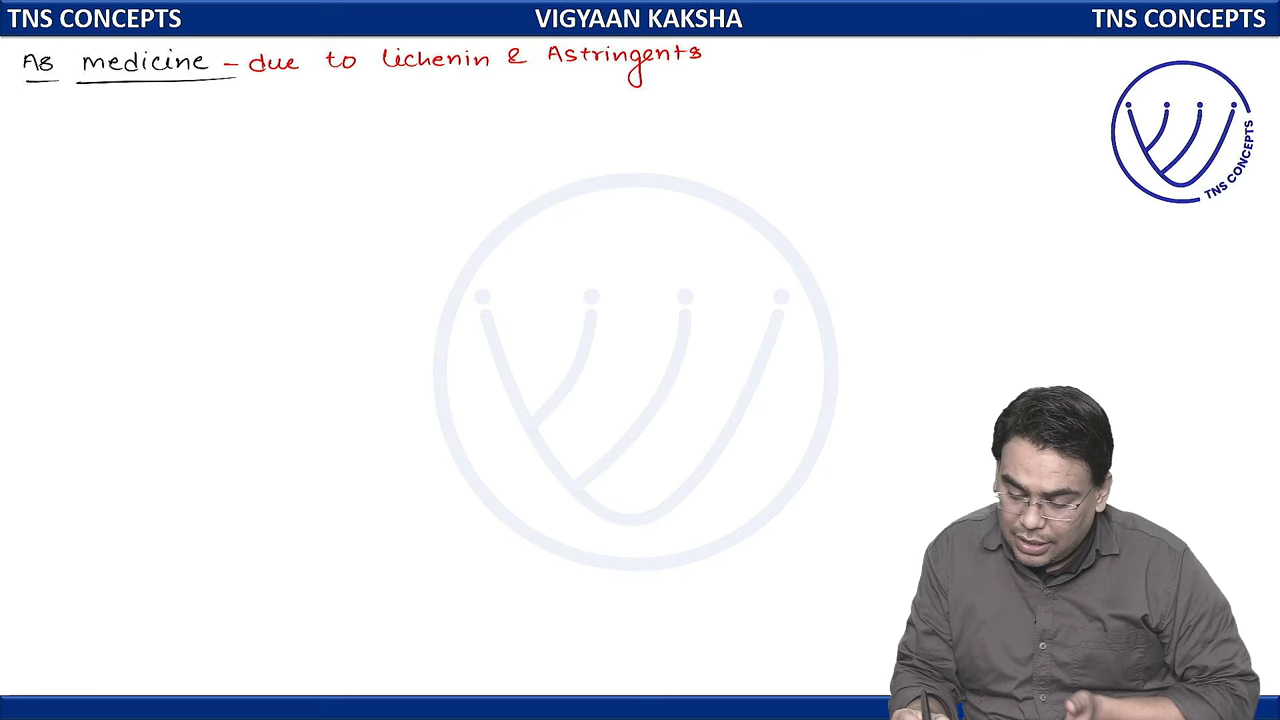 TNS CONCEPTS VIGYAAN KAKSHA TNS CONCEPTS
As medicine – due to lichenin & Astringents
TNS CONCEPTS